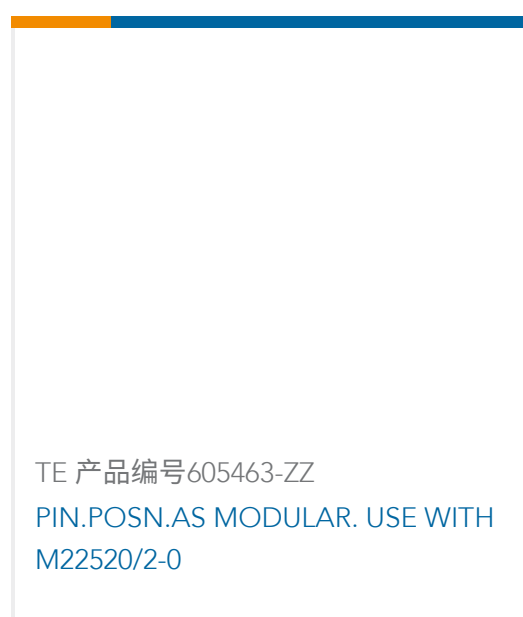 TE 产品编号605463-ZZ
PIN.POSN.AS MODULAR. USE WITH
M22520/2-0